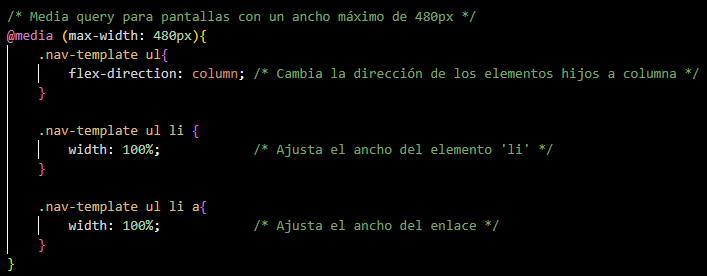 /* Media query para pantallas con un ancho máximo de 480px */
@media (max-width: 480px){
    .nav-template ul{
        flex-direction: column; /* Cambia la dirección de los elementos hijos a columna */
    }

    .nav-template ul li {
        width: 100%;            /* Ajusta el ancho del elemento 'li' */
    }

    .nav-template ul li a{
        width: 100%;            /* Ajusta el ancho del enlace */
    }
}